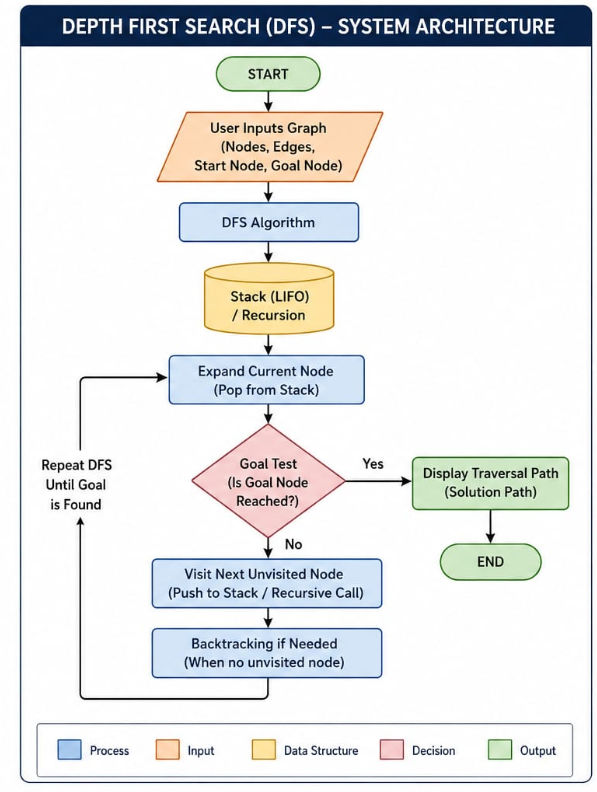 DEPTH FIRST SEARCH (DFS) – SYSTEM ARCHITECTURE
START
User Inputs Graph
(Nodes, Edges,
Start Node, Goal Node)
DFS Algorithm
Stack (LIFO)
/ Recursion
Expand Current Node
(Pop from Stack)
Goal Test
(Is Goal Node
Reached?)
Yes
Display Traversal Path
(Solution Path)
END
No
Visit Next Unvisited Node
(Push to Stack / Recursive Call)
Backtracking if Needed
(When no unvisited node)
Repeat DFS
Until Goal
is Found
Process
Input
Data Structure
Decision
Output